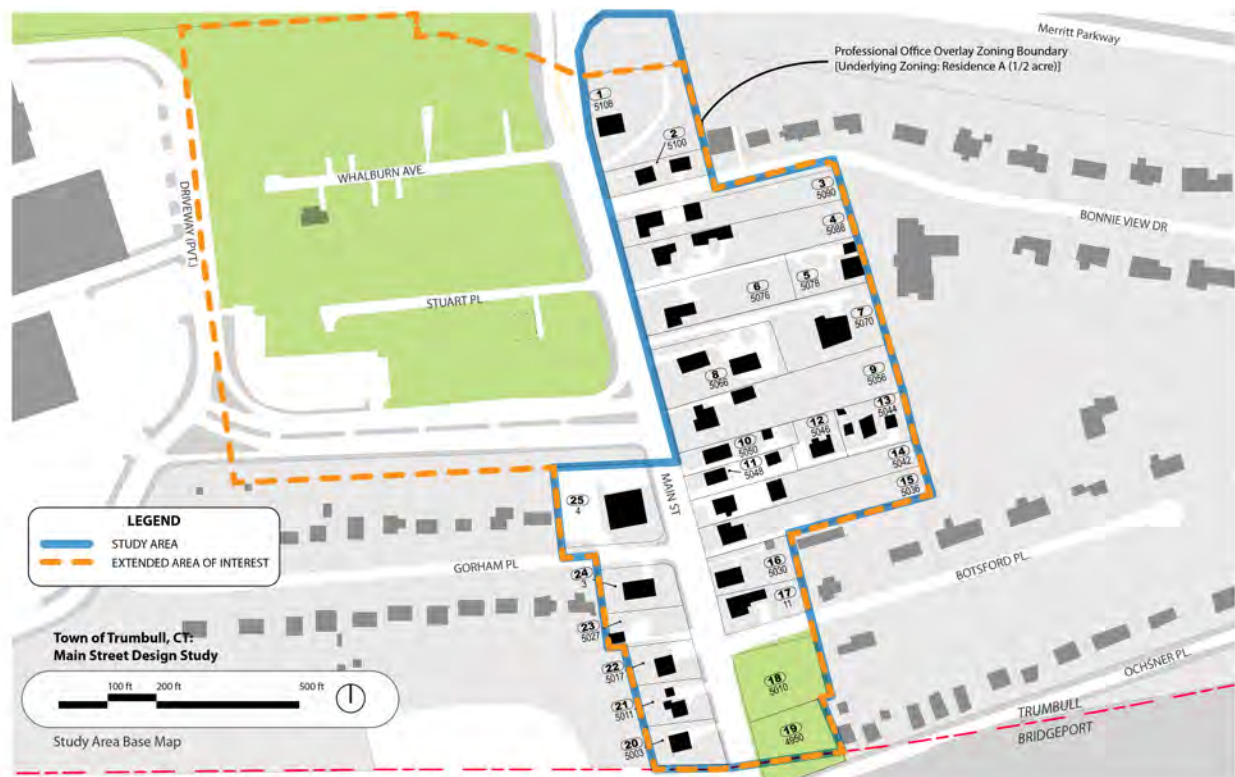 Merritt Parkway
Professional Office Overlay Zoning Boundary
[Underlying Zoning: Residence A (1/2 acre)]
1
5108
2
5100
WHALBURN AVE.
DRIVEWAY (PVT.)
3
5090
4
5088
BONNIE VIEW DR
5
5078
6
5076
STUART PL
7
5070
8
5066
9
5056
10
5050
11
5048
12
5046
13
5044
14
5042
15
5036
MAIN ST
25
4
LEGEND
STUDY AREA
EXTENDED AREA OF INTEREST
GORHAM PL
24
3
16
5030
17
11
BOTSFORD PL.
23
5027
22
5017
21
5011
20
5003
18
5010
19
4950
OCHSNER PL.
TRUMBULL
BRIDGEPORT
Town of Trumbull, CT:
Main Street Design Study
100 ft 200 ft 500 ft
Study Area Base Map